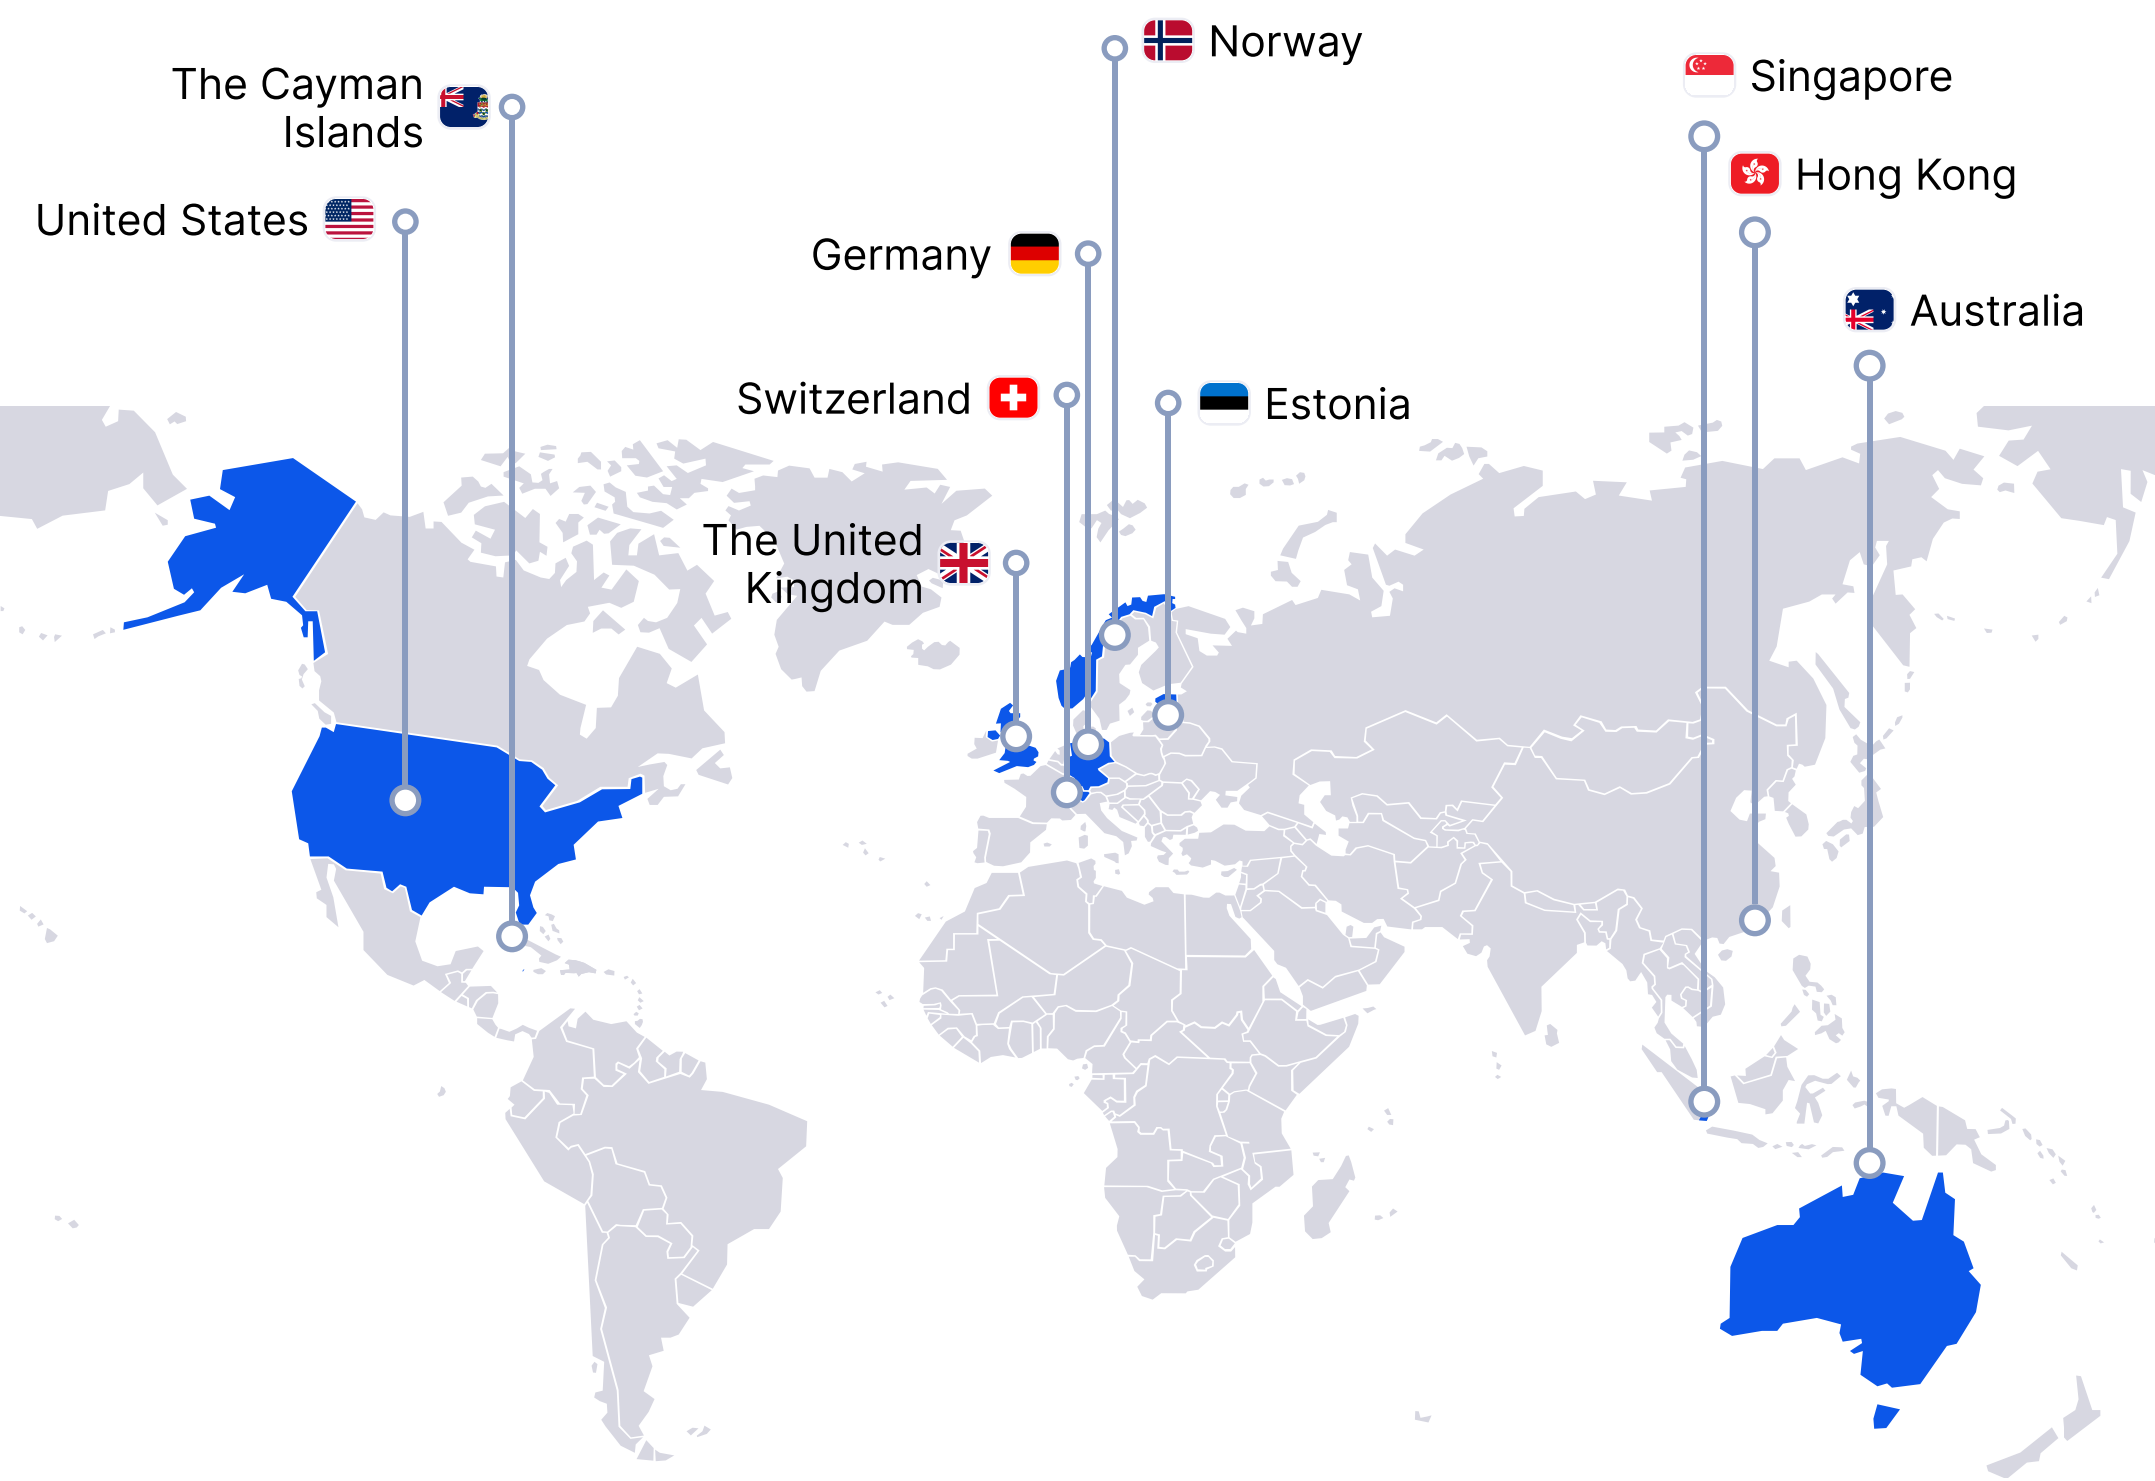 Norway
The Cayman
Islands
Singapore
Hong Kong
United States
Germany
Australia
Switzerland
Estonia
The United
Kingdom